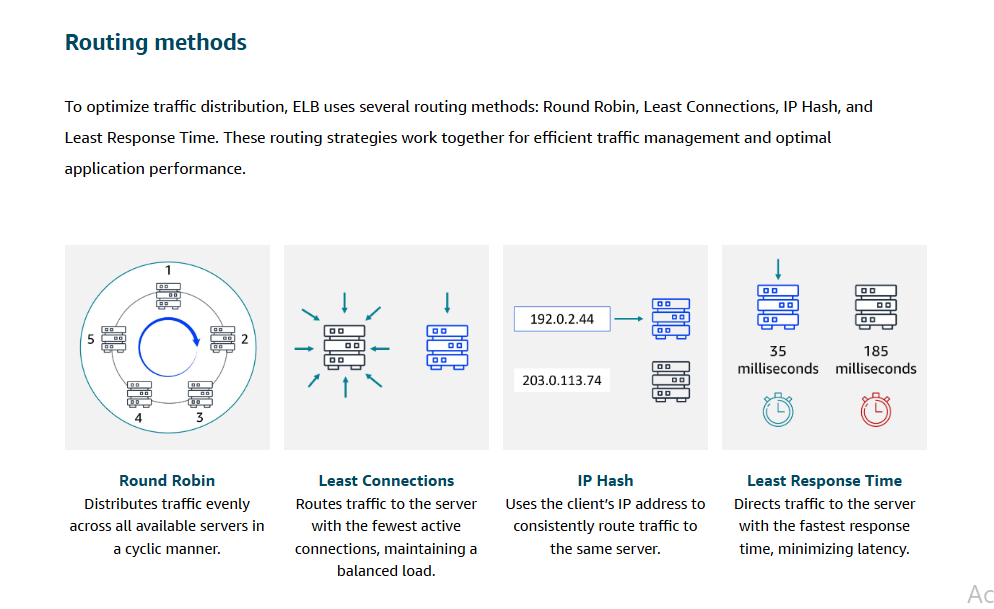 Routing methods
To optimize traffic distribution, ELB uses several routing methods: Round Robin, Least Connections, IP Hash, and
Least Response Time. These routing strategies work together for efficient traffic management and optimal
application performance.
1
2
3
4
5
192.0.2.44
203.0.113.74
35
milliseconds
185
milliseconds
Round Robin
Distributes traffic evenly
across all available servers in
a cyclic manner.
Least Connections
Routes traffic to the server
with the fewest active
connections, maintaining a
balanced load.
IP Hash
Uses the client’s IP address to
consistently route traffic to
the same server.
Least Response Time
Directs traffic to the server
with the fastest response
time, minimizing latency.
Ac